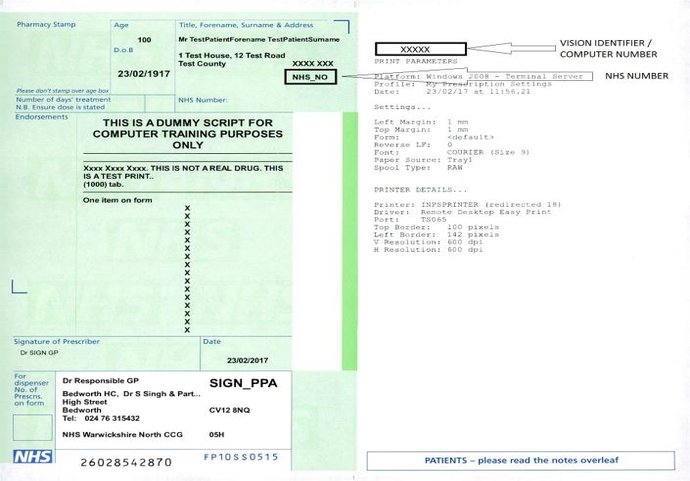 Pharmacy Stamp
Age
100
D.o.B
23/02/1917
Title, Forename, Surname & Address
Mr TestPatientForename TestPatientSurname
1 Test House, 12 Test Road
Test County
XXXX XXX
NHS_NO
Please don't stamp over age box
Number of days' treatment
N.B. Ensure dose is stated
NHS Number:
Endorsements
THIS IS A DUMMY SCRIPT FOR
COMPUTER TRAINING PURPOSES
ONLY
Xxxx Xxxx Xxxx. THIS IS NOT A REAL DRUG. THIS
IS A TEST PRINT..
(1000) tab.
One item on form
X
X
X
X
X
X
X
X
X
X
X
X
X
Signature of Prescriber
Dr SIGN GP
Date
23/02/2017
For
dispenser
No. of
Prescns.
on form
Dr Responsible GP
SIGN_PPA
Bedworth HC, Dr S Singh & Part...
High Street
Bedworth
CV12 8NQ
Tel: 024 76 315432
NHS Warwickshire North CCG
05H
NHS
26028542870
FP10SS0515
XXXXX
VISION IDENTIFIER /
COMPUTER NUMBER
PRINT PARAMETERS
NHS NUMBER
Platform: Windows 2008 - Terminal Server
Profile: My Prescription Settings
Date: 23/02/17 at 11:56.21
Settings...
Left Margin: 1 mm
Top Margin: 1 mm
Form: <default>
Reverse LF: 0
Font: COURIER (Size 9)
Paper Source: Tray1
Spool Type: RAW
PRINTER DETAILS...
Printer: INPSPRINTER (redirected 18)
Driver: Remote Desktop Easy Print
Port: TS065
Top Border: 100 pixels
Left Border: 142 pixels
V Resolution: 600 dpi
H Resolution: 600 dpi
PATIENTS – please read the notes overleaf